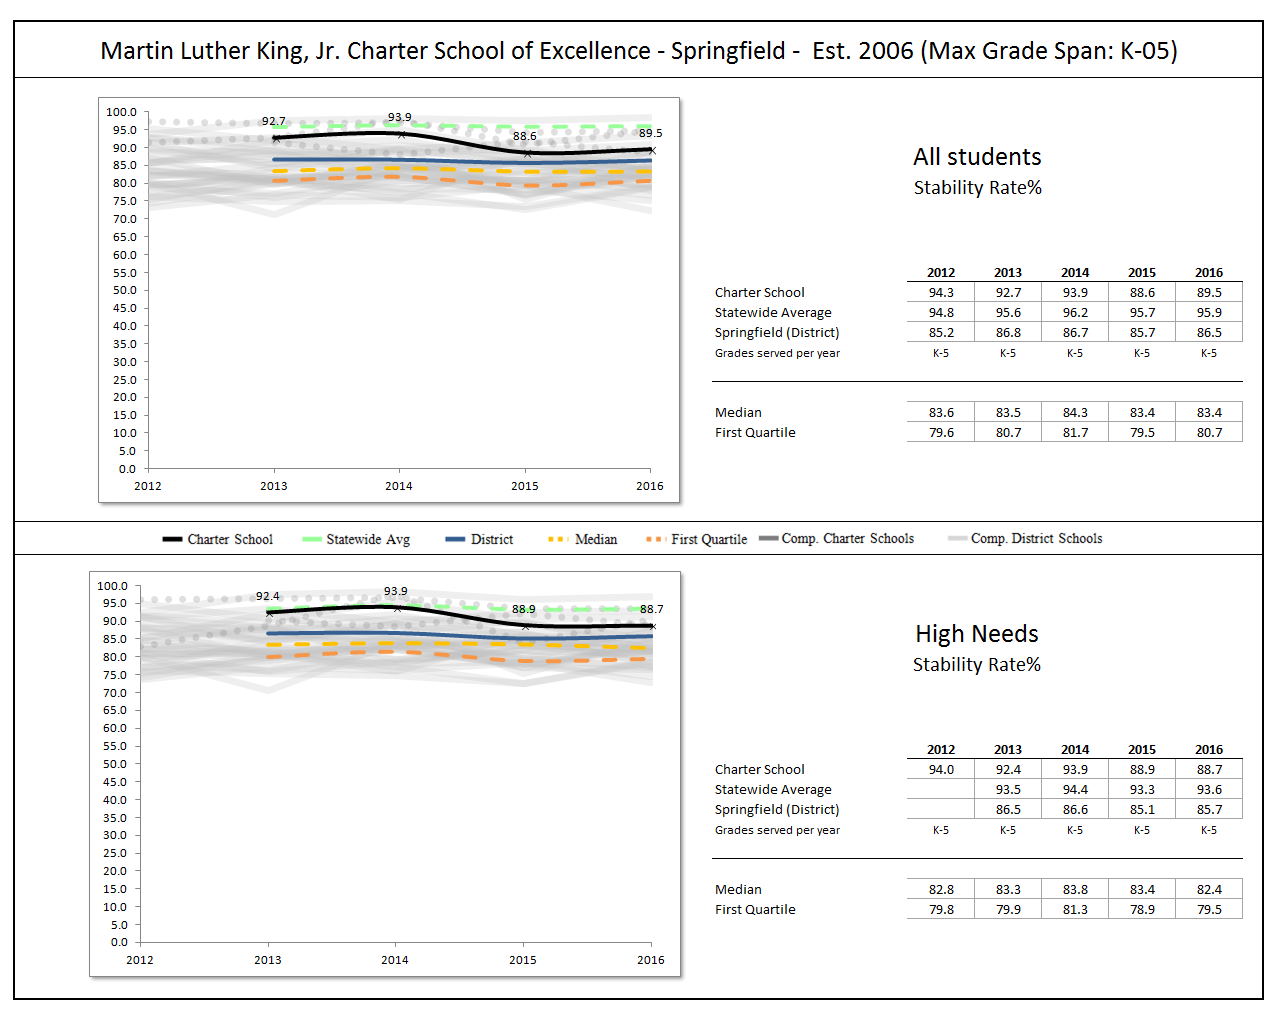 Martin Luther King, Jr. Charter School of Excellence - Springfield -  Est. 2006 (Max Grade Span: K-05)
100.0
95.0
90.0
85.0
80.0
75.0
70.0
65.0
60.0
55.0
50.0
45.0
40.0
35.0
30.0
25.0
20.0
15.0
10.0
5.0
0.0
92.7 93.9 88.6 89.5
2012 2013 2014 2015 2016
All students
Stability Rate%
2012 2013 2014 2015 2016
Charter School 94.3 92.7 93.9 88.6 89.5
Statewide Average 94.8 95.6 96.2 95.7 95.9
Springfield (District) 85.2 86.8 86.7 85.7 86.5
Grades served per year K-5 K-5 K-5 K-5 K-5
Median 83.6 83.5 84.3 83.4 83.4
First Quartile 79.6 80.7 81.7 79.5 80.7
Charter School Statewide Avg District Median First Quartile Comp. Charter Schools Comp. District Schools
100.0
95.0
90.0
85.0
80.0
75.0
70.0
65.0
60.0
55.0
50.0
45.0
40.0
35.0
30.0
25.0
20.0
15.0
10.0
5.0
0.0
92.4 93.9 88.9 88.7
2012 2013 2014 2015 2016
High Needs
Stability Rate%
2012 2013 2014 2015 2016
Charter School 94.0 92.4 93.9 88.9 88.7
Statewide Average 93.5 94.4 93.3 93.6
Springfield (District) 86.5 86.6 85.1 85.7
Grades served per year K-5 K-5 K-5 K-5 K-5
Median 82.8 83.3 83.8 83.4 82.4
First Quartile 79.8 79.9 81.3 78.9 79.5